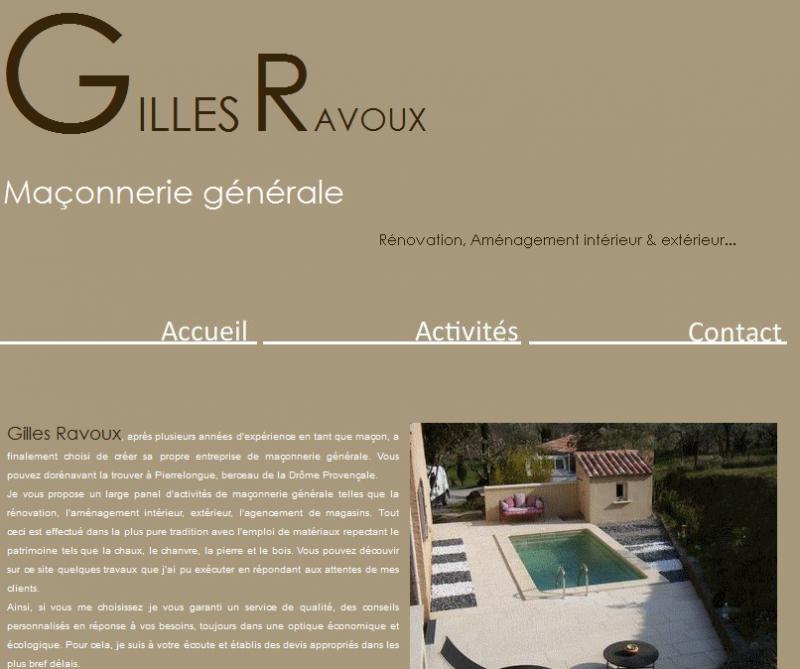 GILLES RAVOUX
Maçonnerie générale
Rénovation, Aménagement intérieur & extérieur...
Accueil Activités Contact
Gilles Ravoux, après plusieurs années d'expérience en tant que maçon, a
finalement choisi de créer sa propre entreprise de maçonnerie générale. Vous
pouvez dorénavant la trouver à Pierrelongue, berceau de la Drôme Provençale.
Je vous propose un large panel d'activités de maçonnerie générale telles que la
rénovation, l'aménagement intérieur, extérieur, l'agencement de magasins. Tout
ceci est effectué dans la plus pure tradition avec l'emploi de matériaux repectant le
patrimoine tels que la chaux, le chanvre, la pierre et le bois. Vous pouvez découvrir
sur ce site quelques travaux que j'ai pu exécuter en répondant aux attentes de mes
clients.
Ainsi, si vous me choisissez je vous garanti un service de qualité, des conseils
personnalisés en réponse à vos besoins, toujours dans une optique économique et
écologique. Pour cela, je suis à votre écoute et établis des devis appropriés dans les
plus bref délais.